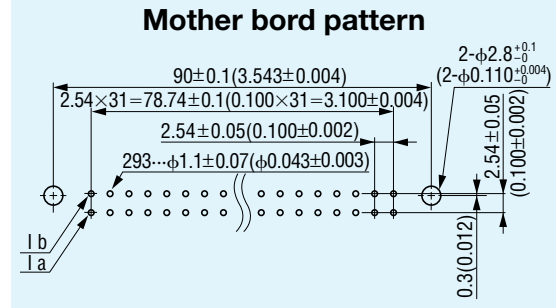 Mother bord pattern
2-φ2.8+0.1-0
90±0.1(3.543±0.004)
(2-φ0.110+0.004-0)
2.54×31=78.74±0.1(0.100×31=3.100±0.004)
2.54±0.05(0.100±0.002)
2.54±0.05
(0.100±0.002)
293···φ1.1±0.07(φ0.043±0.003)
I b
I a
0.3(0.012)